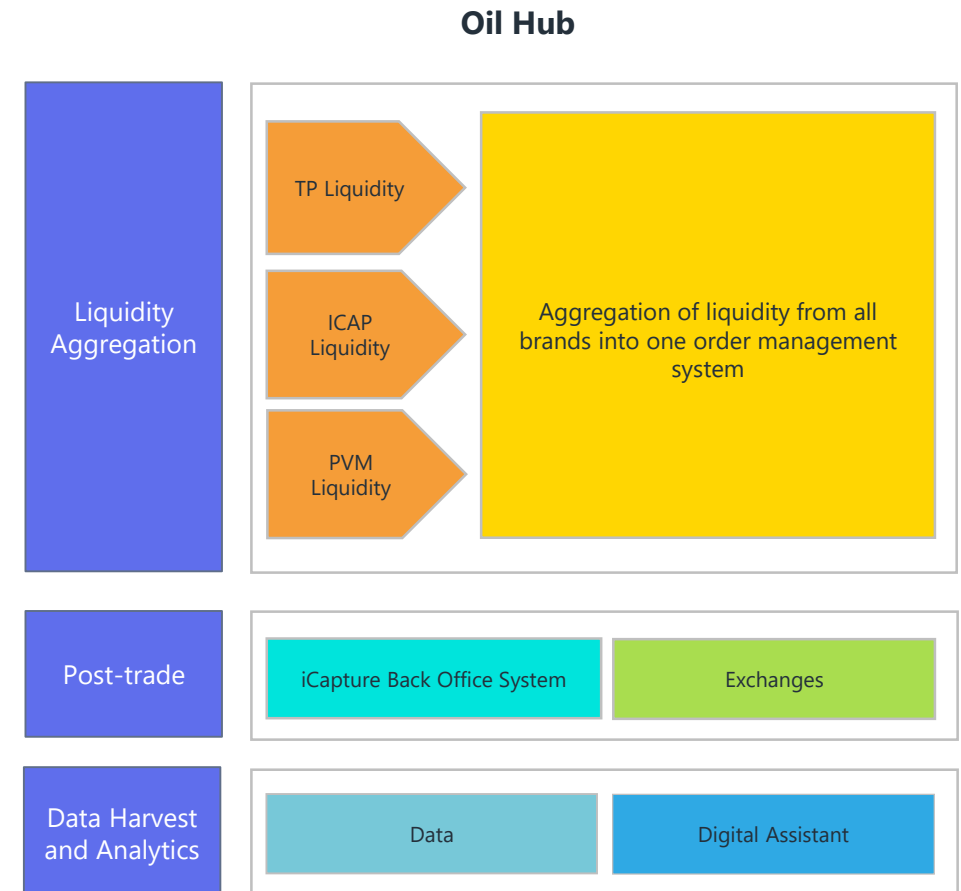 Oil Hub
Liquidity
Aggregation
TP Liquidity
ICAP
Liquidity
PVM
Liquidity
Aggregation of liquidity from all
brands into one order management
system
Post-trade
iCapture Back Office System
Exchanges
Data Harvest
and Analytics
Data
Digital Assistant